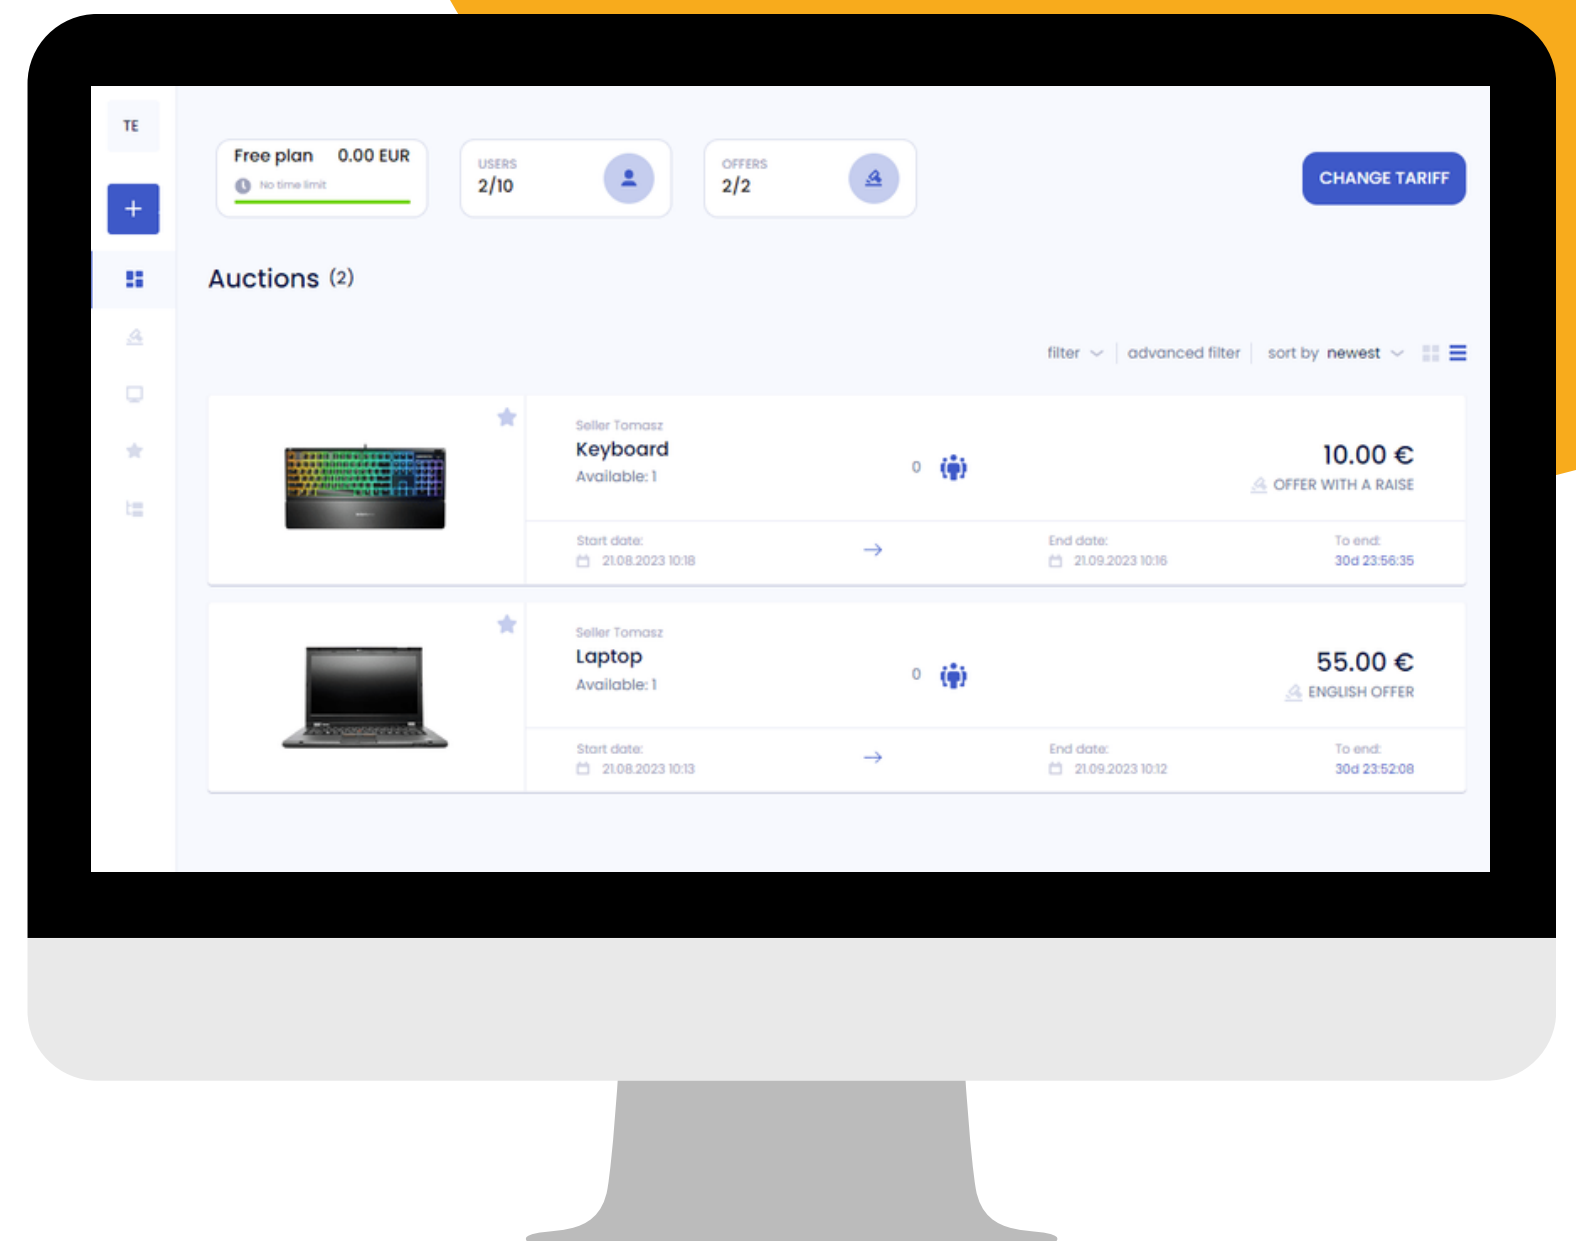 TE
Free plan 0.00 EUR
No time limit
USERS
2/10
OFFERS
2/2
CHANGE TARIFF
+
Auctions (2)
filter advanced filter sort by newest
Seller Tomasz
Keyboard
Available: 1
0
10.00 €
OFFER WITH A RAISE
Start date:
21.08.2023 10:18
End date:
21.09.2023 10:16
To end:
30d 23:56:35
Seller Tomasz
Laptop
Available: 1
0
55.00 €
ENGLISH OFFER
Start date:
21.08.2023 10:13
End date:
21.09.2023 10:12
To end:
30d 23:52:08